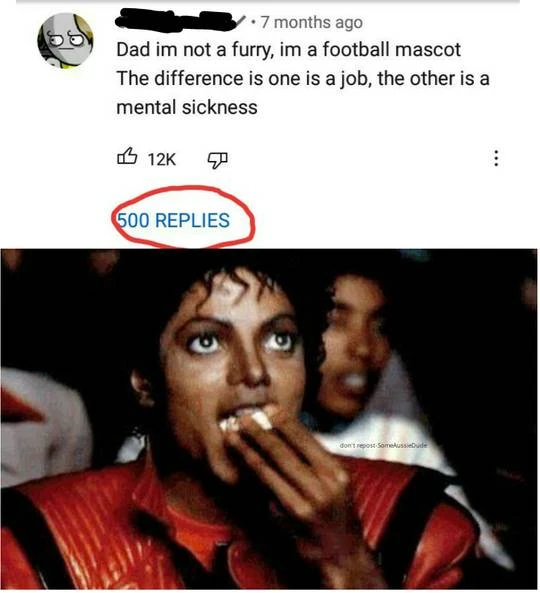 • 7 months ago
Dad im not a furry, im a football mascot
The difference is one is a job, the other is a
mental sickness
12K
500 REPLIES
don't repost-SomeAussieDude